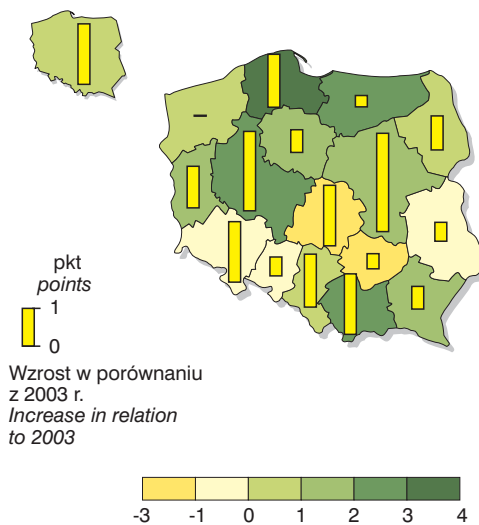 pkt
points
1
0
Wzrost w porównaniu
z 2003 r.
Increase in relation
to 2003
-3 -1 0 1 2 3 4